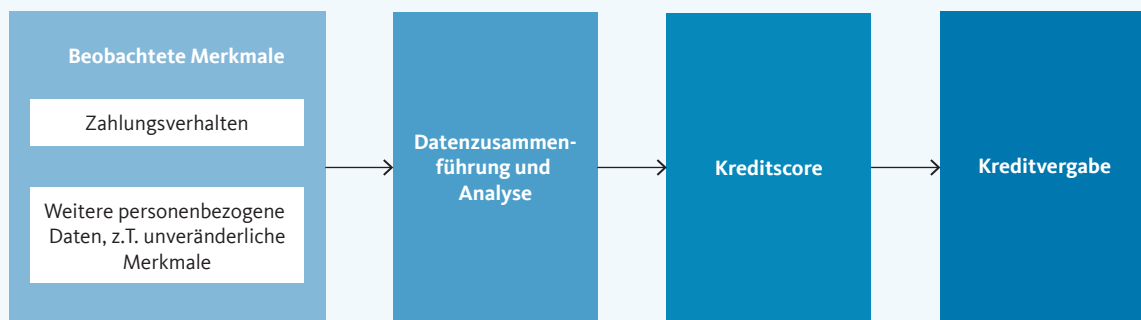 Beobachtete Merkmale
Zahlungsverhalten
Weitere personenbezogene
Daten, z.T. unveränderliche
Merkmale
Datenzusammen-
führung und
Analyse
Kreditscore
Kreditvergabe